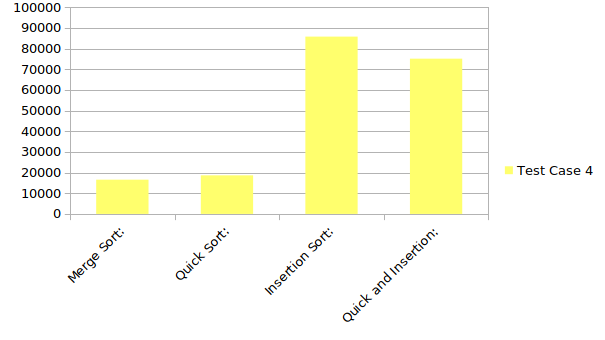 100000
90000
80000
70000
60000
50000
40000
30000
20000
10000
0
Merge Sort:
Quick Sort:
Insertion Sort:
Quick and Insertion:
Test Case 4